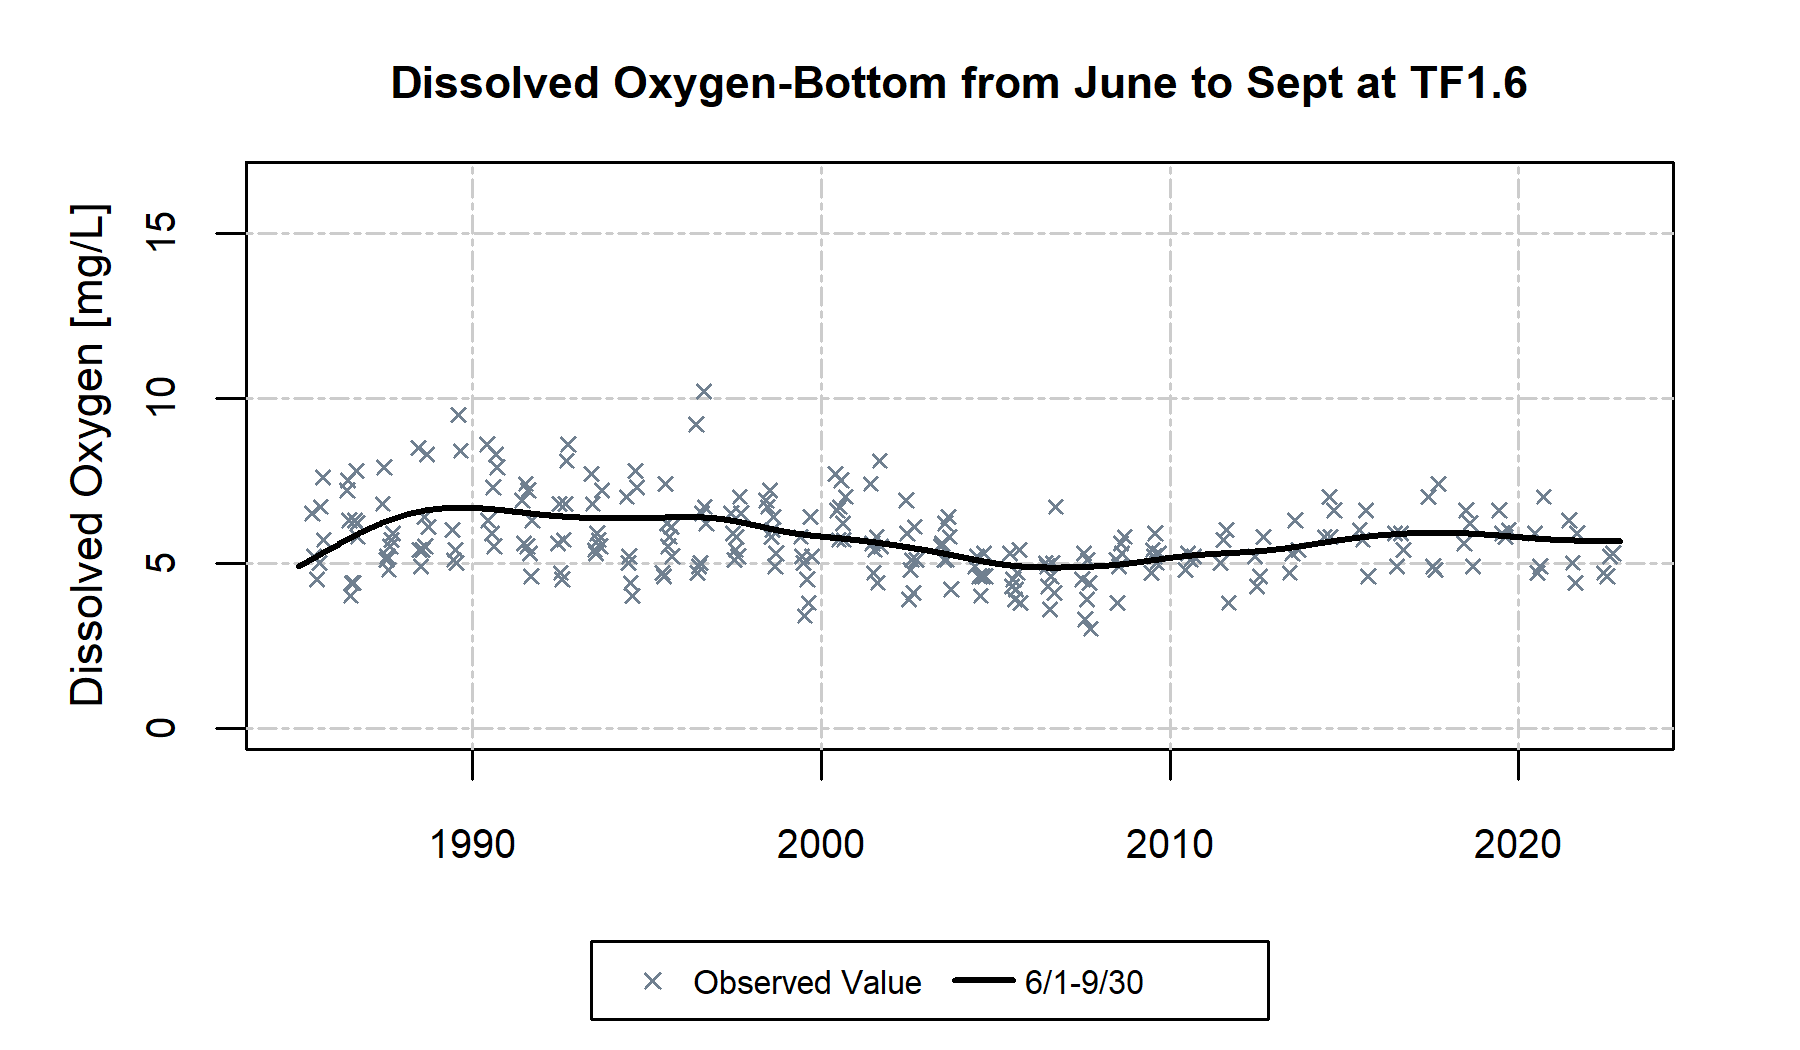 Dissolved Oxygen-Bottom from June to Sept at TF1.6
Dissolved Oxygen [mg/L]
15
10
5
0
1990 2000 2010 2020
Observed Value 6/1-9/30